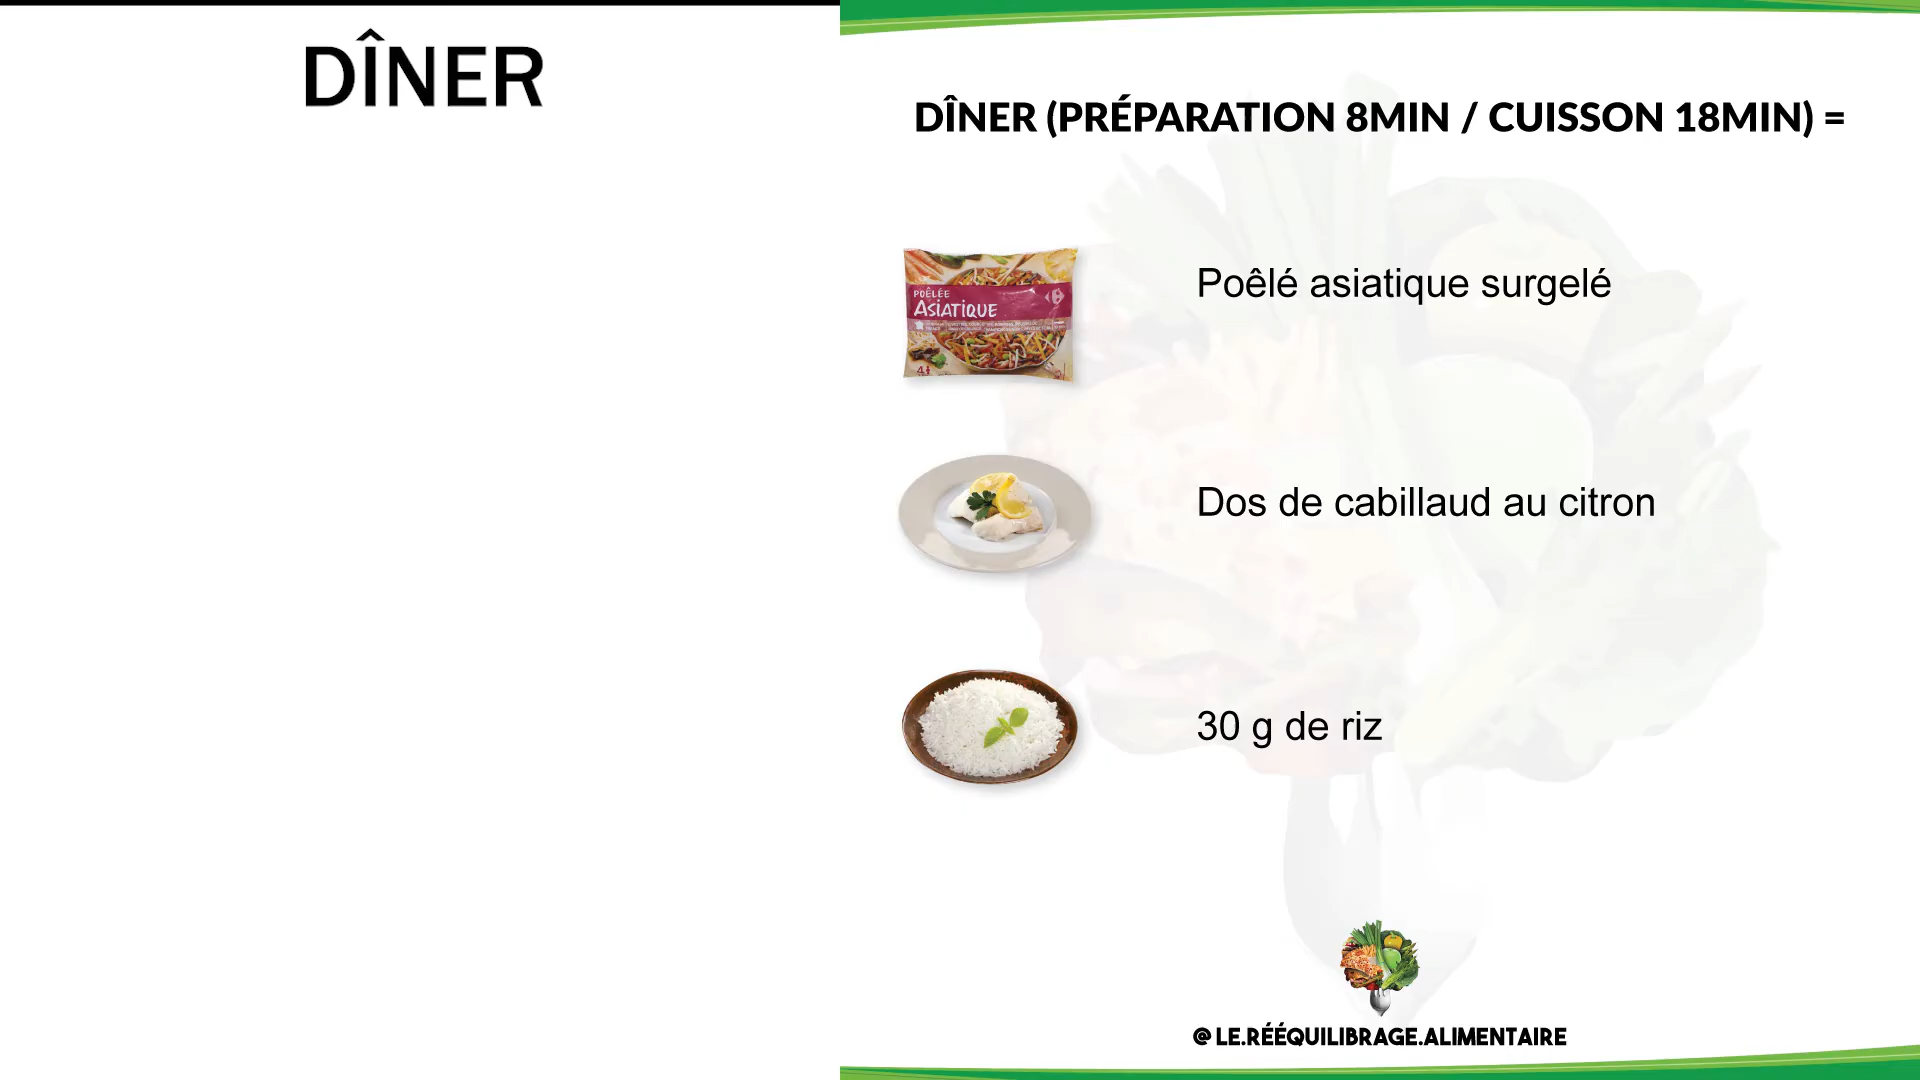 DÎNER
DÎNER (PRÉPARATION 8MIN / CUISSON 18MIN) =
POÊLÉE
ASIATIQUE
Poêlé asiatique surgelé
Dos de cabillaud au citron
30 g de riz
@ LE.RÉÉQUILIBRAGE.ALIMENTAIRE